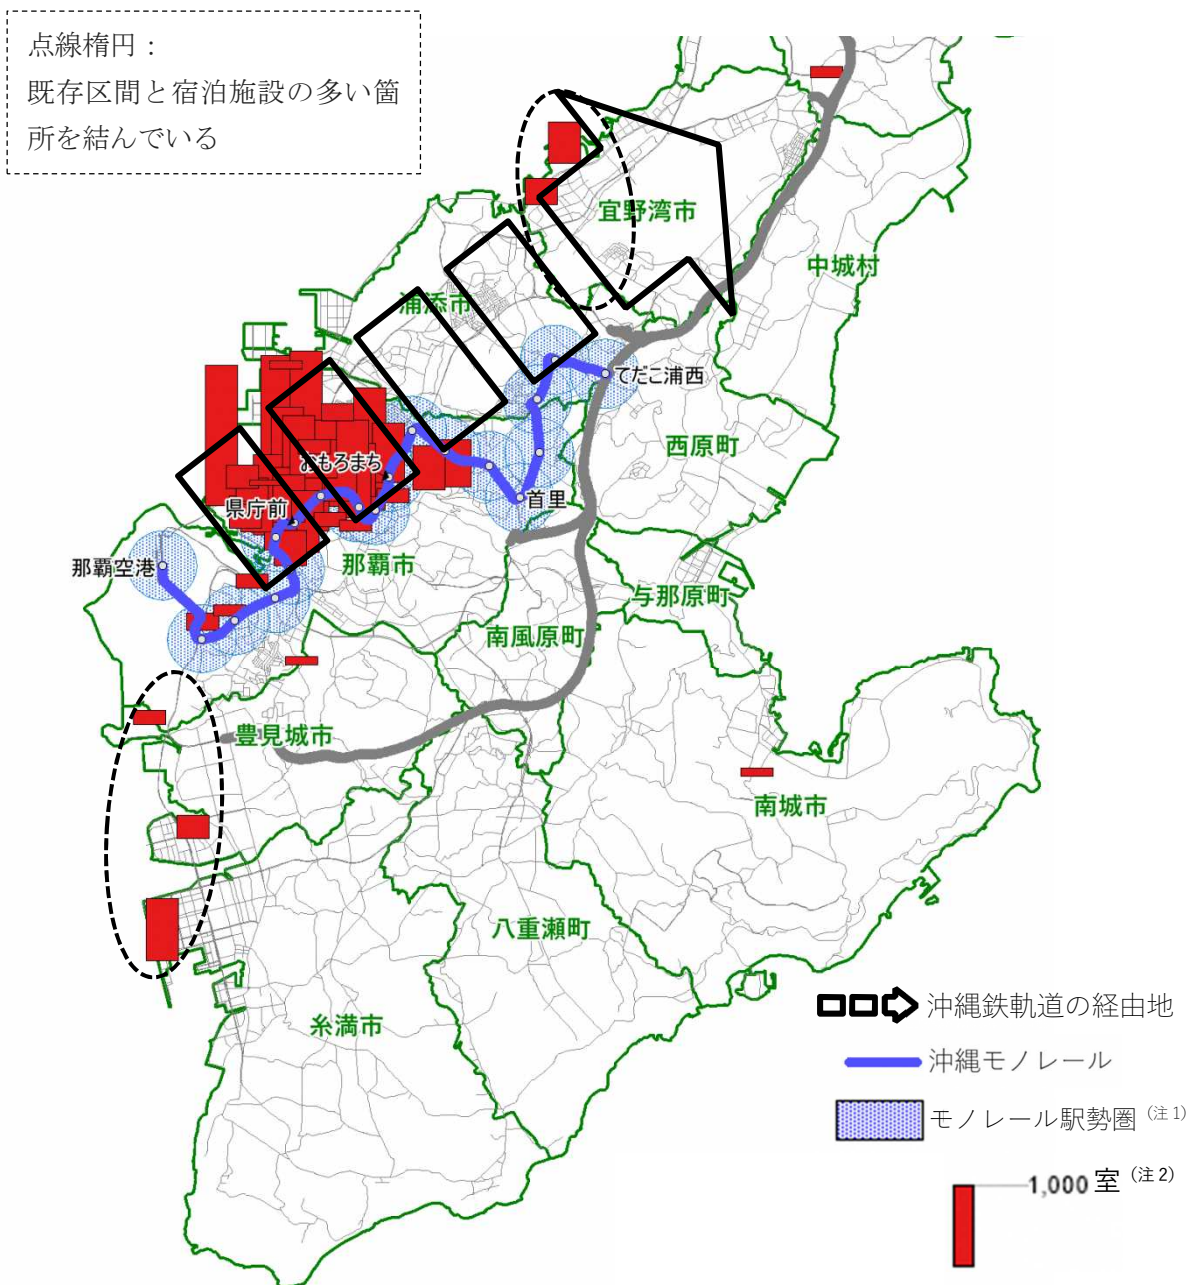 点線楕円：
既存区間と宿泊施設の多い箇
所を結んでいる
宜野湾市
中城村
浦添市
てだこ浦西
西原町
おもろまち
首里
県庁前
那覇市
那覇空港
与那原町
南風原町
豊見城市
南城市
八重瀬町
糸満市
沖縄鉄軌道の経由地
沖縄モノレール
モノレール駅勢圏（注1）
1,000 室（注2）